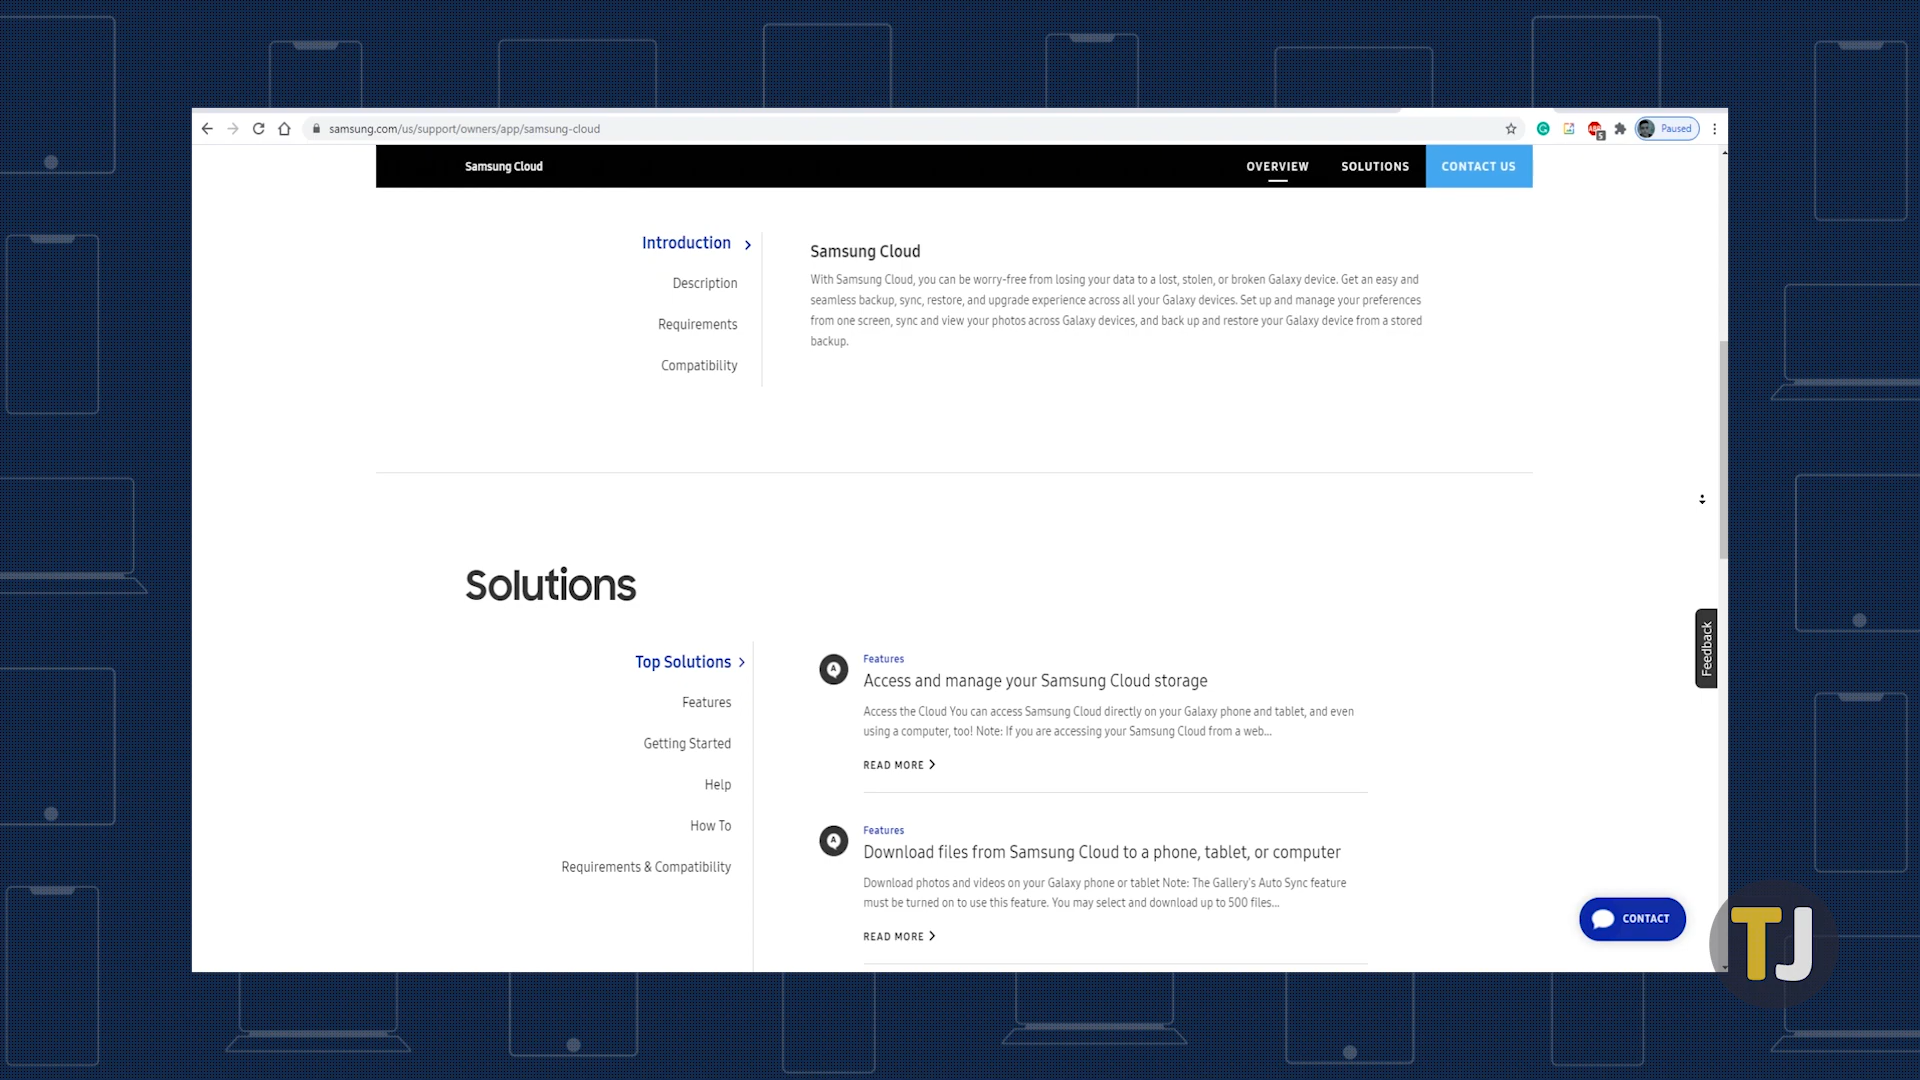 samsung.com/us/support/owners/app/samsung-cloud
Paused
Samsung Cloud
OVERVIEW
SOLUTIONS
CONTACT US
Introduction
Description
Requirements
Compatibility
Samsung Cloud
With Samsung Cloud, you can be worry-free from losing your data to a lost, stolen, or broken Galaxy device. Get an easy and
seamless backup, sync, restore, and upgrade experience across all your Galaxy devices. Set up and manage your preferences
from one screen, sync and view your photos across Galaxy devices, and back up and restore your Galaxy device from a stored
backup.
Solutions
Top Solutions
Features
Getting Started
Help
How To
Requirements & Compatibility
Features
Access and manage your Samsung Cloud storage
Access the Cloud You can access Samsung Cloud directly on your Galaxy phone and tablet, and even
using a computer, too! Note: If you are accessing your Samsung Cloud from a web...
READ MORE
Features
Download files from Samsung Cloud to a phone, tablet, or computer
Download photos and videos on your Galaxy phone or tablet Note: The Gallery's Auto Sync feature
must be turned on to use this feature. You may select and download up to 500 files...
READ MORE
Feedback
CONTACT
TJ